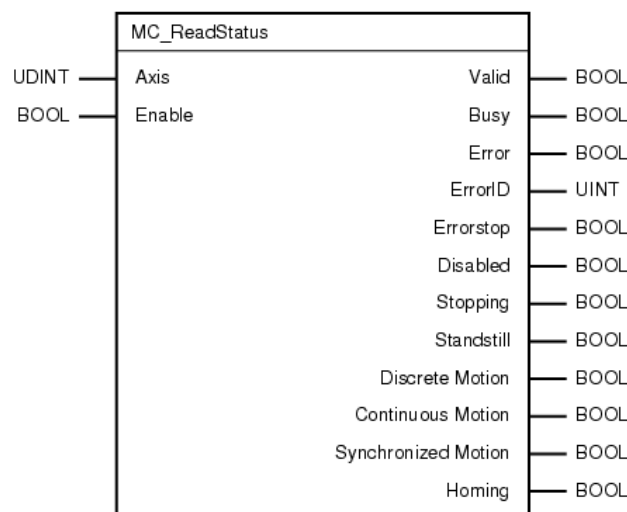 MC_ReadStatus
UDINT Axis Valid BOOL
BOOL Enable Busy BOOL
Error BOOL
ErrorID UINT
Errorstop BOOL
Disabled BOOL
Stopping BOOL
Standstill BOOL
Discrete Motion BOOL
Continuous Motion BOOL
Synchronized Motion BOOL
Homing BOOL